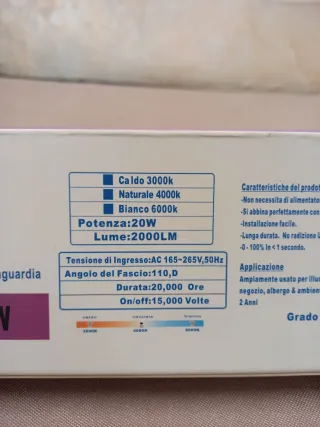 Caldo 3000k
Naturale 4000k
Bianco 6000k
Potenza:20W
Lume:2000LM
Tensione di Ingresso:AC 165~265V,50Hz
Angolo del Fascio:110,D
Durata:20,000 Ore
On/off:15,000 Volte
nguardia
W
Caratteristiche del prodot
-Non necessita di alimentato
-Si abbina perfettamente con
-Installazione facile.
-Lunga durata. No radizione U
-0-100% in < 1 secondo.
Applicazione
Ampiamente usato per illu
negozio, albergo & ambien
2 Anni
Grado